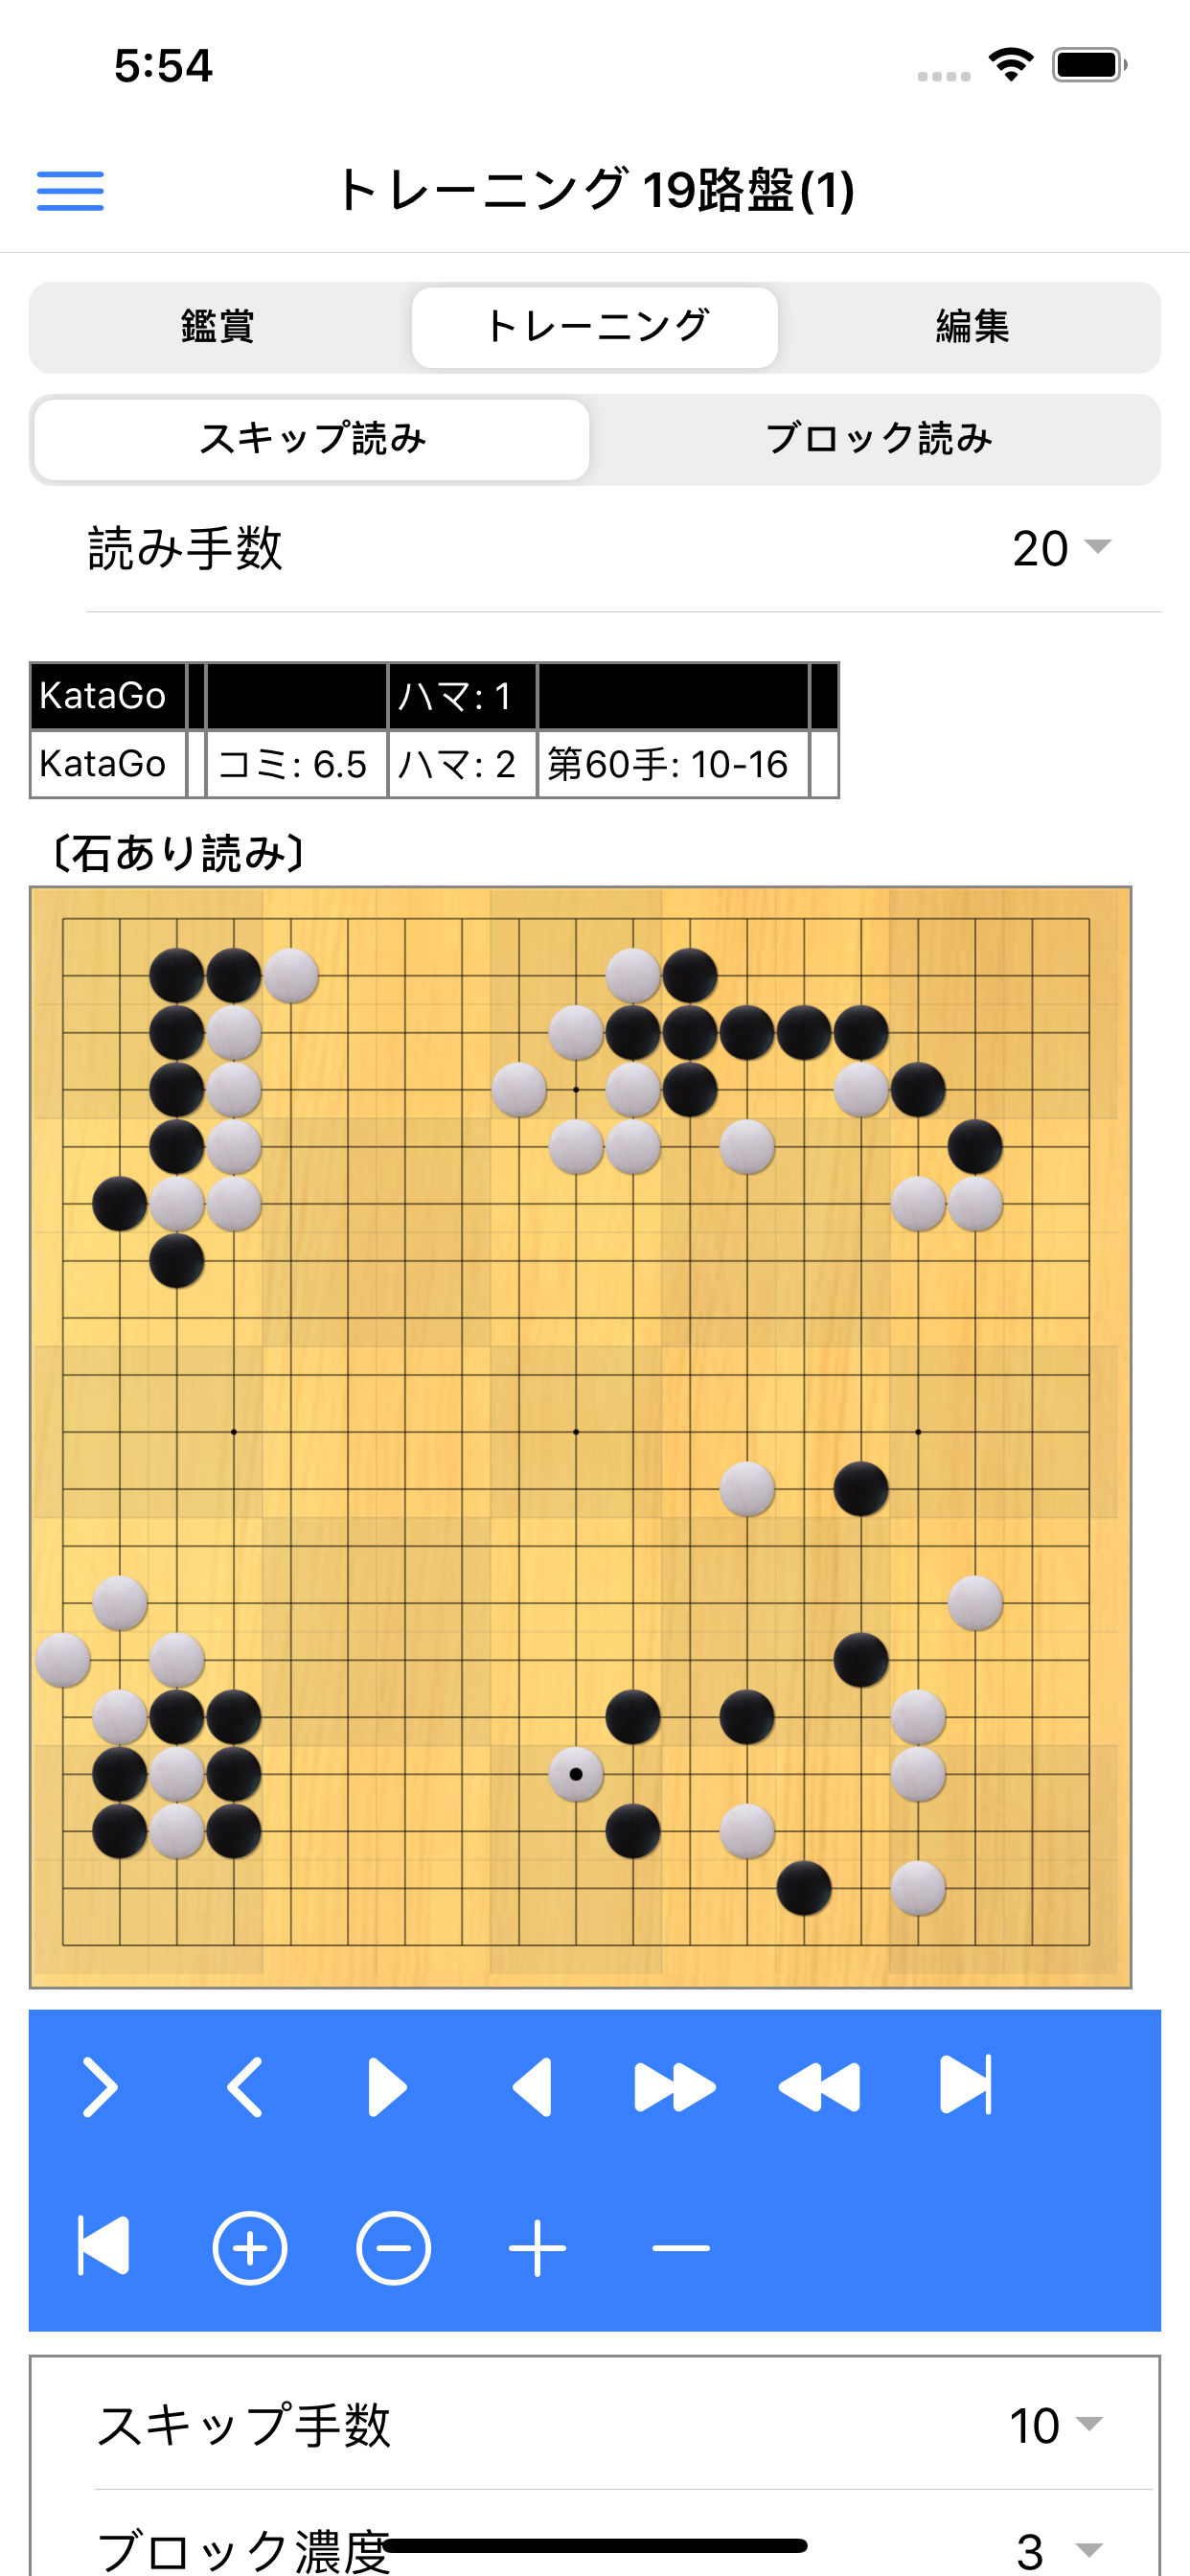 5:54
トレーニング 19路盤(1)
鑑賞 トレーニング 編集
スキップ読み ブロック読み
読み手数 20
KataGo ハマ: 1
KataGo コミ: 6.5 ハマ: 2 第60手: 10-16
〔石あり読み〕
スキップ手数 10
ブロック濃度 3